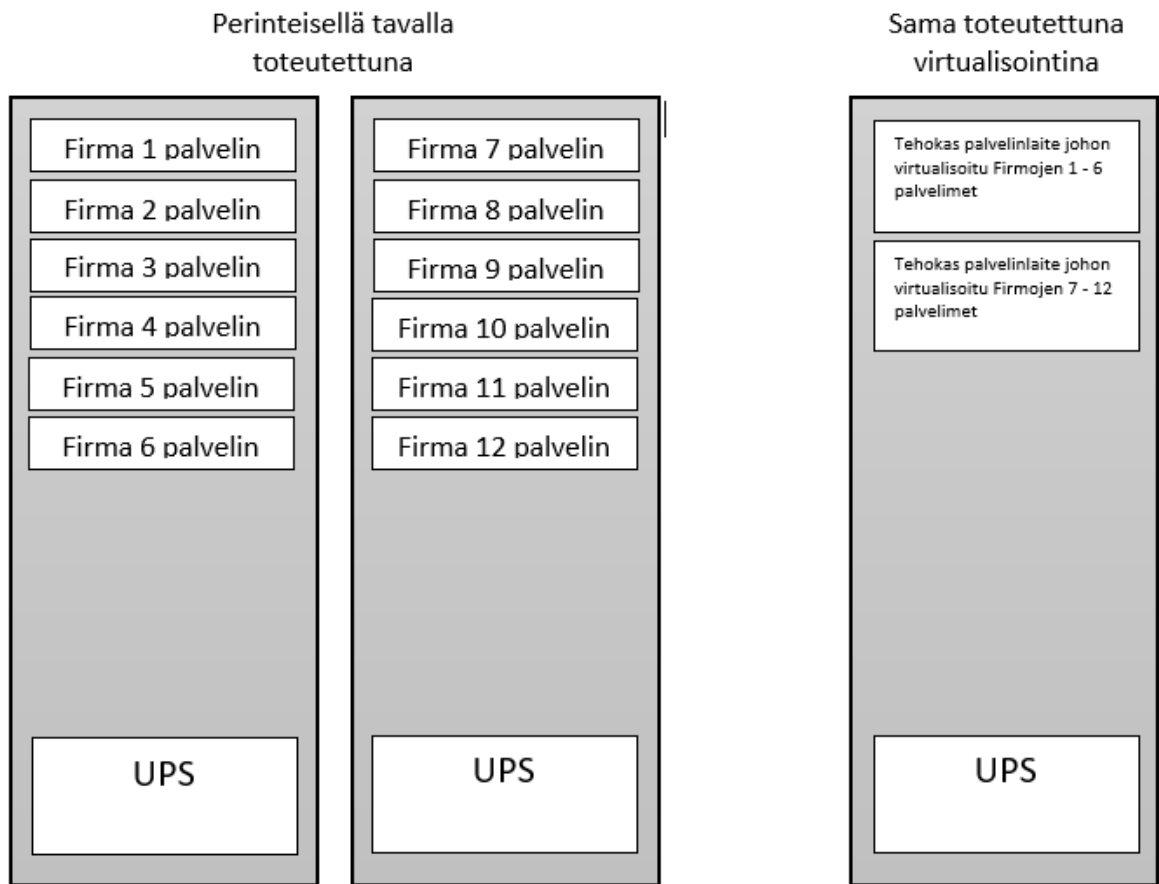 Perinteisellä tavalla
toteutettuna
Firma 1 palvelin
Firma 2 palvelin
Firma 3 palvelin
Firma 4 palvelin
Firma 5 palvelin
Firma 6 palvelin
UPS
Firma 7 palvelin
Firma 8 palvelin
Firma 9 palvelin
Firma 10 palvelin
Firma 11 palvelin
Firma 12 palvelin
UPS
Sama toteutettuna
virtualisointina
Tehokas palvelinlaite johon
virtualisoitu Firmojen 1 - 6
palvelimet
Tehokas palvelinlaite johon
virtualisoitu Firmojen 7 - 12
palvelimet
UPS